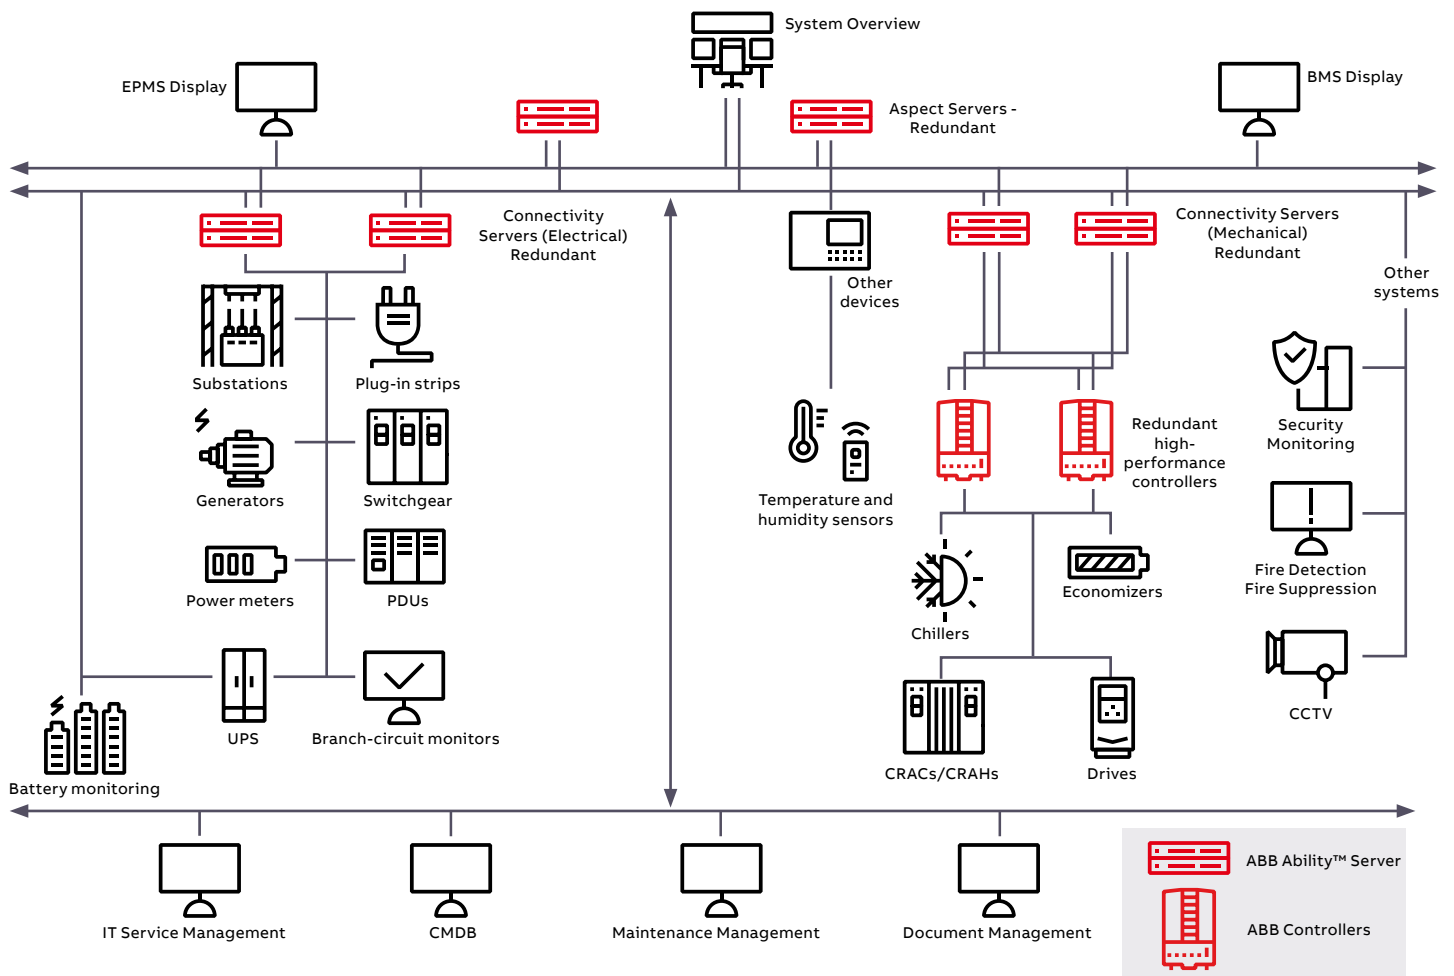 System Overview
EPMS Display
BMS Display
Aspect Servers -
Redundant
Connectivity
Servers (Electrical)
Redundant
Connectivity Servers
(Mechanical)
Redundant
Other
devices
Other
systems
Substations
Plug-in strips
Generators
Switchgear
Power meters
PDUs
UPS
Branch-circuit monitors
Battery monitoring
Temperature and
humidity sensors
Redundant
high-
performance
controllers
Chillers
Economizers
CRACs/CRAHs
Drives
Security
Monitoring
Fire Detection
Fire Suppression
CCTV
IT Service Management
CMDB
Maintenance Management
Document Management
ABB Ability™ Server
ABB Controllers